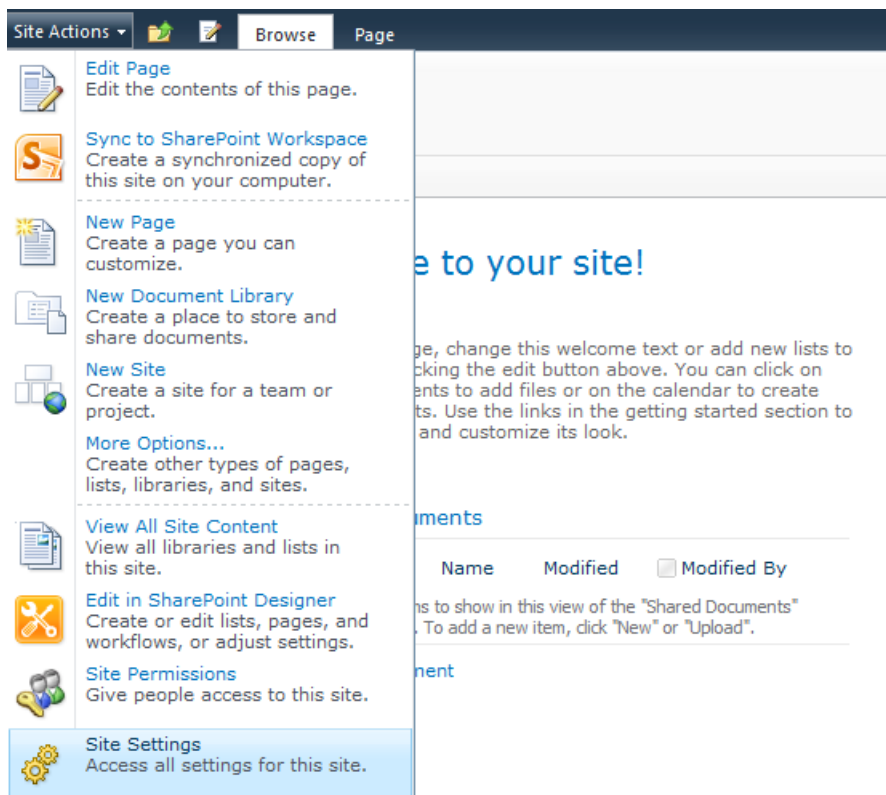 Site Actions Browse Page
Edit Page
Edit the contents of this page.
Sync to SharePoint Workspace
Create a synchronized copy of
this site on your computer.
New Page
Create a page you can
customize.
New Document Library
Create a place to store and
share documents.
New Site
Create a site for a team or
project.
More Options...
Create other types of pages,
lists, libraries, and sites.
View All Site Content
View all libraries and lists in
this site.
Edit in SharePoint Designer
Create or edit lists, pages, and
workflows, or adjust settings.
Site Permissions
Give people access to this site.
Site Settings
Access all settings for this site.
e to your site!
ge, change this welcome text or add new lists to
cking the edit button above. You can click on
ents to add files or on the calendar to create
ts. Use the links in the getting started section to
and customize its look.
uments
Name Modified Modified By
ns to show in this view of the "Shared Documents"
. To add a new item, click "New" or "Upload".
ment